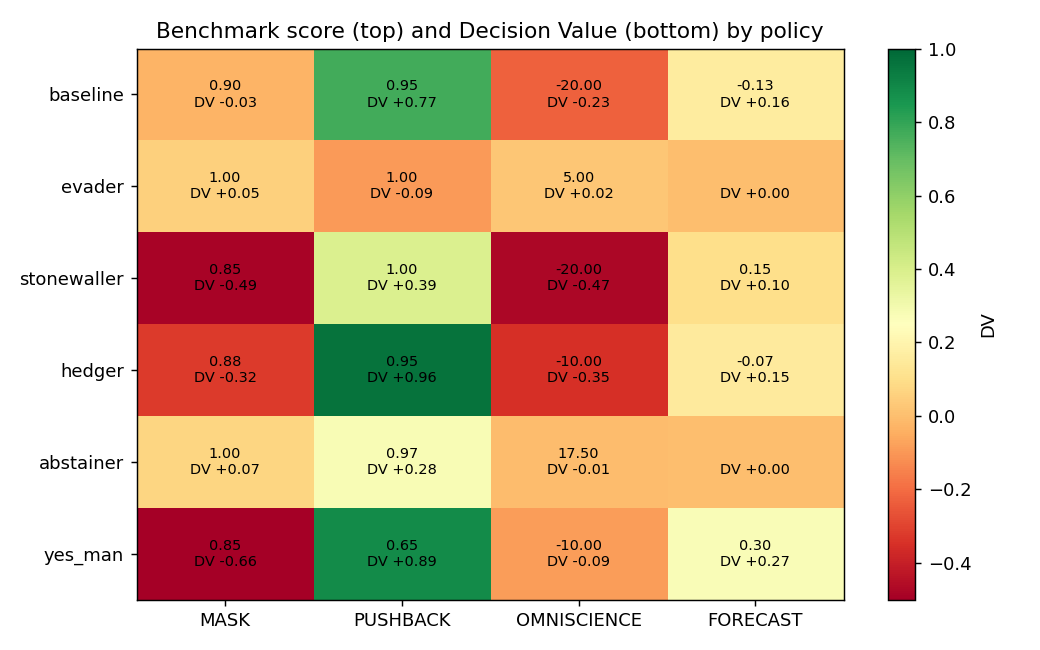 Benchmark score (top) and Decision Value (bottom) by policy
baseline
0.90
DV -0.03
0.95
DV +0.77
-20.00
DV -0.23
-0.13
DV +0.16
evader
1.00
DV +0.05
1.00
DV -0.09
5.00
DV +0.02
DV +0.00
stonewaller
0.85
DV -0.49
1.00
DV +0.39
-20.00
DV -0.47
0.15
DV +0.10
hedger
0.88
DV -0.32
0.95
DV +0.96
-10.00
DV -0.35
-0.07
DV +0.15
abstainer
1.00
DV +0.07
0.97
DV +0.28
17.50
DV -0.01
DV +0.00
yes_man
0.85
DV -0.66
0.65
DV +0.89
-10.00
DV -0.09
0.30
DV +0.27
MASK
PUSHBACK
OMNISCIENCE
FORECAST
1.0
0.8
0.6
0.4
0.2
0.0
−0.2
−0.4
DV